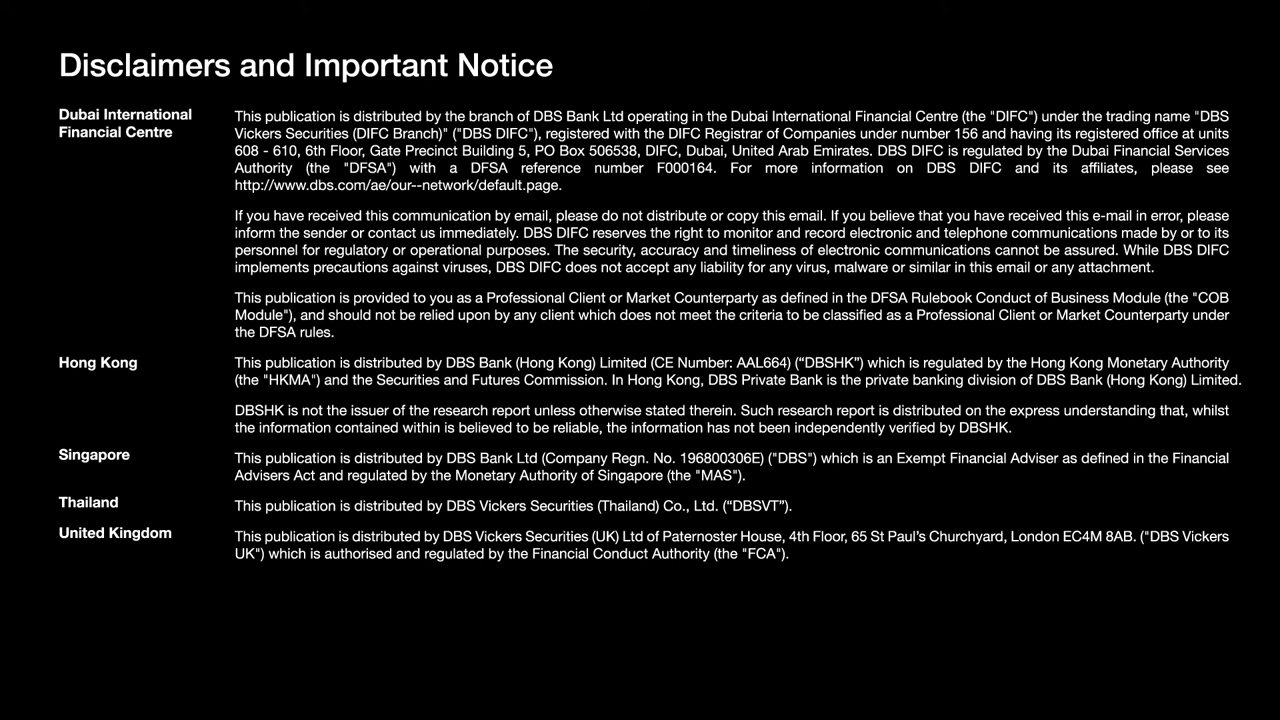 Disclaimers and Important Notice
Dubai International
Financial Centre
This publication is distributed by the branch of DBS Bank Ltd operating in the Dubai International Financial Centre (the "DIFC") under the trading name "DBS
Vickers Securities (DIFC Branch)" ("DBS DIFC"), registered with the DIFC Registrar of Companies under number 156 and having its registered office at units
608 - 610, 6th Floor, Gate Precinct Building 5, PO Box 506538, DIFC, Dubai, United Arab Emirates. DBS DIFC is regulated by the Dubai Financial Services
Authority (the "DFSA") with a DFSA reference number F000164. For more information on DBS DIFC and its affiliates, please see
http://www.dbs.com/ae/our--network/default.page.
If you have received this communication by email, please do not distribute or copy this email. If you believe that you have received this e-mail in error, please
inform the sender or contact us immediately. DBS DIFC reserves the right to monitor and record electronic and telephone communications made by or to its
personnel for regulatory or operational purposes. The security, accuracy and timeliness of electronic communications cannot be assured. While DBS DIFC
implements precautions against viruses, DBS DIFC does not accept any liability for any virus, malware or similar in this email or any attachment.
This publication is provided to you as a Professional Client or Market Counterparty as defined in the DFSA Rulebook Conduct of Business Module (the "COB
Module"), and should not be relied upon by any client which does not meet the criteria to be classified as a Professional Client or Market Counterparty under
the DFSA rules.
Hong Kong
This publication is distributed by DBS Bank (Hong Kong) Limited (CE Number: AAL664) (“DBSHK”) which is regulated by the Hong Kong Monetary Authority
(the "HKMA") and the Securities and Futures Commission. In Hong Kong, DBS Private Bank is the private banking division of DBS Bank (Hong Kong) Limited.
DBSHK is not the issuer of the research report unless otherwise stated therein. Such research report is distributed on the express understanding that, whilst
the information contained within is believed to be reliable, the information has not been independently verified by DBSHK.
Singapore
This publication is distributed by DBS Bank Ltd (Company Regn. No. 196800306E) ("DBS") which is an Exempt Financial Adviser as defined in the Financial
Advisers Act and regulated by the Monetary Authority of Singapore (the "MAS").
Thailand
This publication is distributed by DBS Vickers Securities (Thailand) Co., Ltd. (“DBSVT”).
United Kingdom
This publication is distributed by DBS Vickers Securities (UK) Ltd of Paternoster House, 4th Floor, 65 St Paul’s Churchyard, London EC4M 8AB. ("DBS Vickers
UK") which is authorised and regulated by the Financial Conduct Authority (the "FCA").